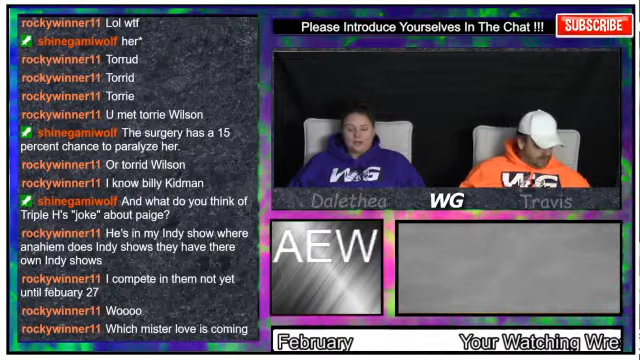 rockywinner11 Lol wtf
shinegamiwolf her*
rockywinner11 Torrud
rockywinner11 Torrid
rockywinner11 Torrie
rockywinner11 U met torrie Wilson
shinegamiwolf The surgery has a 15
percent chance to paralyze her.
rockywinner11 Or torrid Wilson
rockywinner11 I know billy Kidman
shinegamiwolf And what do you think of
Triple H's "joke" about paige?
rockywinner11 He's in my Indy show where
anahiem does Indy shows they have there
own Indy shows
rockywinner11 I compete in them not yet
until febuary 27
rockywinner11 Woooo
rockywinner11 Which mister love is coming
Please Introduce Yourselves In The Chat !!!
SUBSCRIBE
WG
WG
Dalethea
WG
Travis
AEW
February
Your Watching Wre